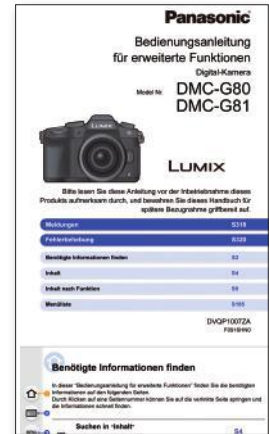 Panasonic
Bedienungsanleitung
für erweiterte Funktionen
Digital-Kamera
Model Nr. DMC-G80
DMC-G81
LUMIX
LUMIX
Bitte lesen Sie diese Anleitung vor der Inbetriebnahme dieses
Produkts aufmerksam durch, und bewahren Sie dieses Handbuch für
spätere Bezugnahme griffbereit auf.
Meldungen S318
Fehlerbehebung S320
Benötigte Informationen finden S2
Inhalt S4
Inhalt nach Funktion S9
Menüliste S165
DVQP1007ZA
F0916HN0
Benötigte Informationen finden
In dieser "Bedienungsanleitung für erweiterte Funktionen" finden Sie die benötigten
Informationen auf den folgenden Seiten.
Durch Klicken auf eine Seitennummer können Sie auf die verlinkte Seite springen und
die Informationen schnell finden.
Suchen in "Inhalt" S4